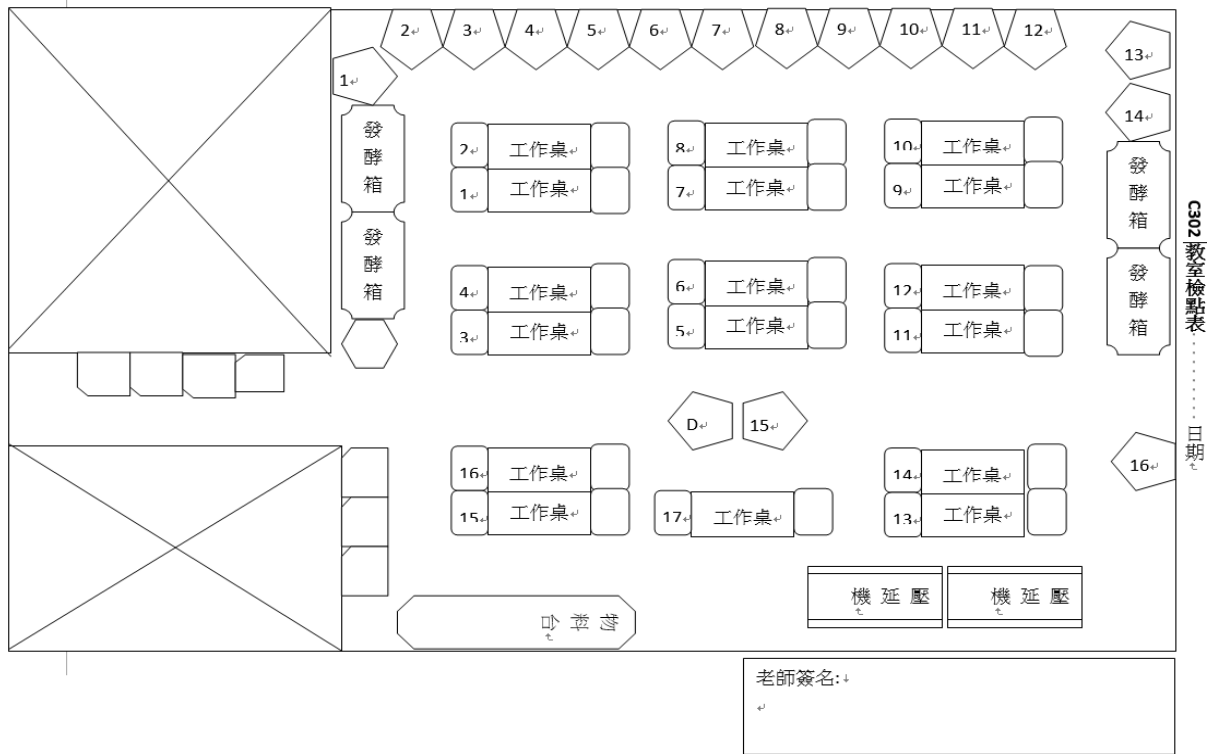 2 3 4 5 6 7 8 9 10 11 12
13
1
14
發酵箱
發酵箱
發酵箱
發酵箱
2 工作桌
1 工作桌
8 工作桌
7 工作桌
10 工作桌
9 工作桌
4 工作桌
3 工作桌
6 工作桌
5 工作桌
12 工作桌
11 工作桌
D 15
16
16 工作桌
15 工作桌
17 工作桌
14 工作桌
13 工作桌
機延壓
機延壓
物料台
C302 教室檢點表..........日期
老師簽名: